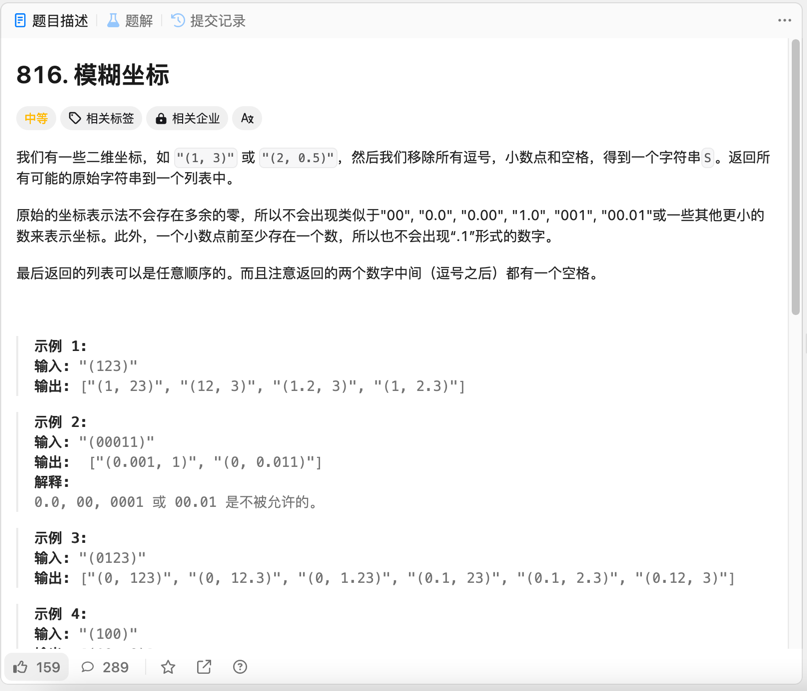 题目描述 题解 提交记录
816. 模糊坐标
中等 相关标签 相关企业 Aあ
我们有一些二维坐标，如 "(1, 3)" 或 "(2, 0.5)"，然后我们移除所有逗号，小数点和空格，得到一个字符串S。返回所
有可能的原始字符串到一个列表中。
原始的坐标表示法不会存在多余的零，所以不会出现类似于"00", "0.0", "0.00", "1.0", "001", "00.01"或一些其他更小的
数来表示坐标。此外，一个小数点前至少存在一个数，所以也不会出现“.1”形式的数字。
最后返回的列表可以是任意顺序的。而且注意返回的两个数字中间（逗号之后）都有一个空格。
示例 1:
输入: "(123)"
输出: ["(1, 23)", "(12, 3)", "(1.2, 3)", "(1, 2.3)"]
示例 2:
输入: "(00011)"
输出:  ["(0.001, 1)", "(0, 0.011)"]
解释:
0.0, 00, 0001 或 00.01 是不被允许的。
示例 3:
输入: "(0123)"
输出: ["(0, 123)", "(0, 12.3)", "(0, 1.23)", "(0.1, 23)", "(0.1, 2.3)", "(0.12, 3)"]
示例 4:
输入: "(100)"
159 289